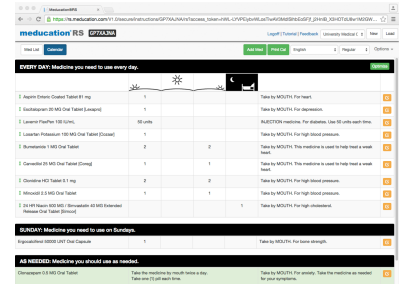 meducation®RS
meducation®RS GP7XAJNA
Logoff | Tutorial | Feedback University Medical C New Load
Med List Calendar Add Med Print Cal English Regular Options
EVERY DAY: Medicine you need to use every day. Optimize
Aspirin Enteric Coated Tablet 81 mg 1 Take by MOUTH. For heart.
Escitalopram 20 MG Oral Tablet [Lexapro] 1 Take by MOUTH. For depression.
Levemir FlexPen 100 IU/mL 50 units INJECTION medicine. For diabetes. Use 50 units each time.
Losartan Potassium 100 MG Oral Tablet [Cozaar] 1 Take by MOUTH. For high blood pressure.
Bumetanide 1 MG Oral Tablet 2 2 Take by MOUTH. This medicine is used to help treat a weak
heart.
Carvedilol 25 MG Oral Tablet [Coreg] 1 1 Take by MOUTH. This medicine is used to help treat a weak
heart.
Clonidine HCl Tablet 0.1 mg 2 2 Take by MOUTH. For high blood pressure.
Minoxidil 2.5 MG Oral Tablet 1 1 Take by MOUTH. For high blood pressure.
24 HR Niacin 500 MG / Simvastatin 40 MG Extended 1 Take by MOUTH. For high cholesterol.
Release Oral Tablet [Simcor]
SUNDAY: Medicine you need to use on Sundays.
Ergocalciferol 50000 UNT Oral Capsule 1 Take by MOUTH. For bone strength.
AS NEEDED: Medicine you should use as needed.
Clonazepam 0.5 MG Oral Tablet Take the medicine by mouth twice a day. Take by MOUTH. For anxiety. Take the medicine as needed
Take one (1) pill each time. for your symptoms.